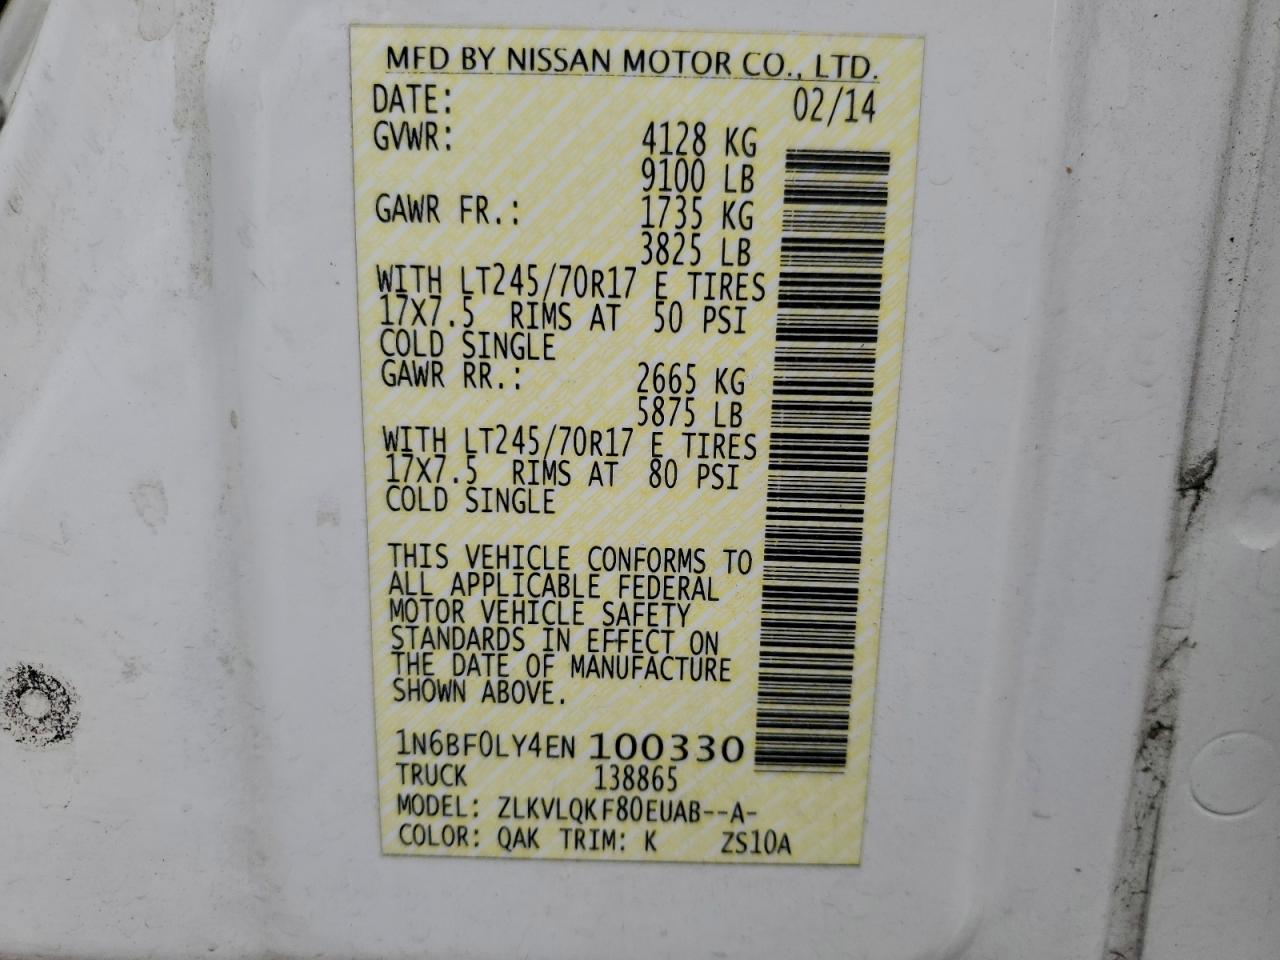 MFD BY NISSAN MOTOR CO., LTD.
DATE: 02/14
GVWR: 4128 KG
9100 LB
GAWR FR.: 1735 KG
3825 LB
WITH LT245/70R17 E TIRES
17X7.5 RIMS AT 50 PSI
COLD SINGLE
GAWR RR.: 2665 KG
5875 LB
WITH LT245/70R17 E TIRES
17X7.5 RIMS AT 80 PSI
COLD SINGLE
THIS VEHICLE CONFORMS TO
ALL APPLICABLE FEDERAL
MOTOR VEHICLE SAFETY
STANDARDS IN EFFECT ON
THE DATE OF MANUFACTURE
SHOWN ABOVE.
1N6BF0LY4EN 100330
TRUCK 138865
MODEL: ZLKVLQKF80EUAB--A-
COLOR: QAK TRIM: K ZS10A